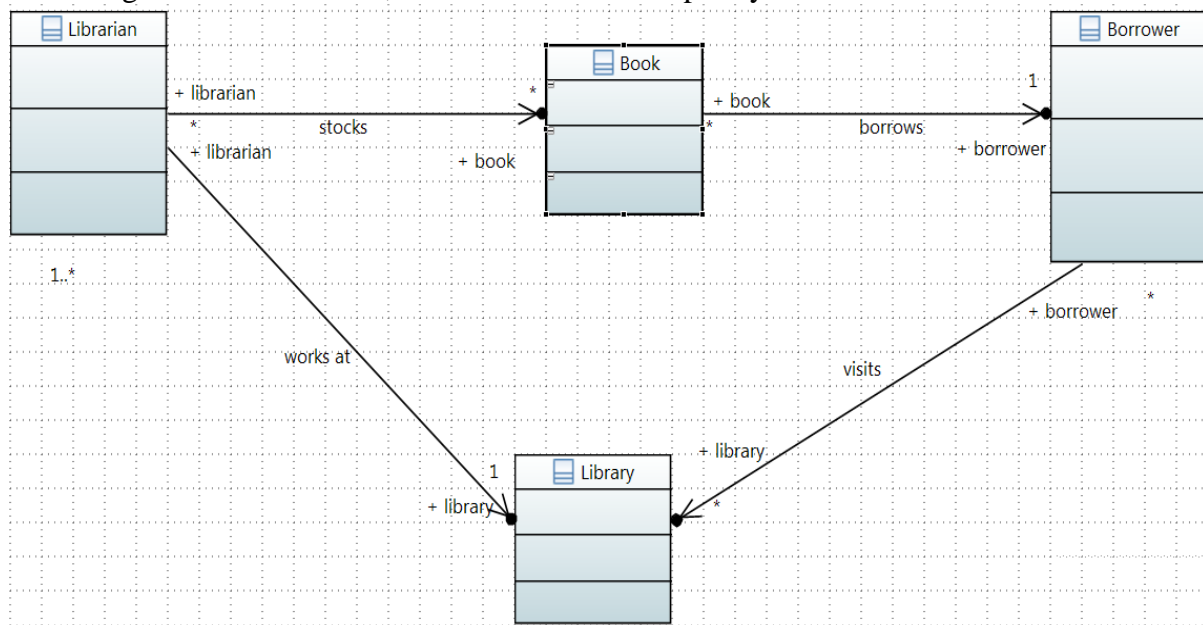 Librarian
Book
Borrower
+ librarian
*
stocks
*
+ book
+ book
*
borrows
1
+ borrower
+ librarian
1..*
works at
1
+ library
*
+ borrower
visits
+ library
*
Library